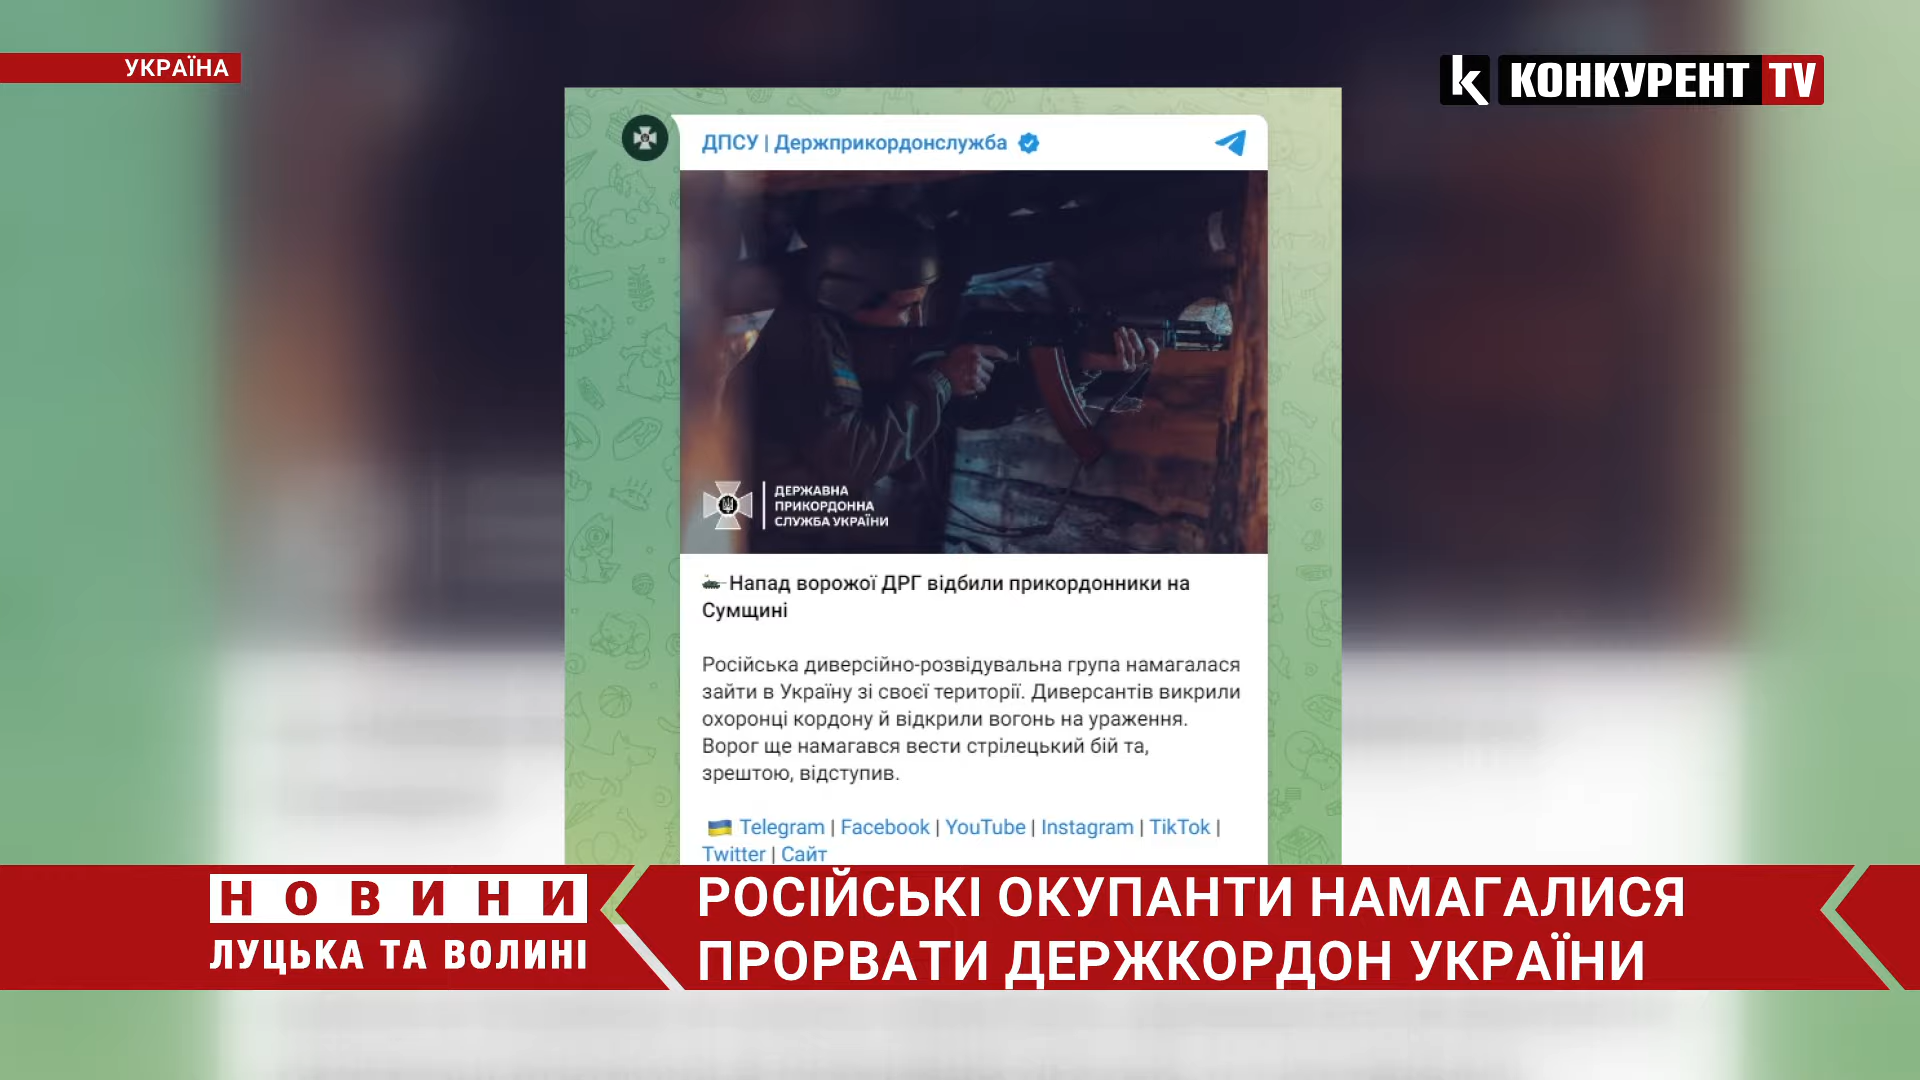 УКРАЇНА
k КОНКУРЕНТ TV
ДПСУ | Держприкордонслужба
ДЕРЖАВНА
ПРИКОРДОННА
СЛУЖБА УКРАЇНИ
Напад ворожої ДРГ відбили прикордонники на
Сумщині
Російська диверсійно-розвідувальна група намагалася
зайти в Україну зі своєї території. Диверсантів викрили
охоронці кордону й відкрили вогонь на ураження.
Ворог ще намагався вести стрілецький бій та,
зрештою, відступив.
Telegram | Facebook | YouTube | Instagram | TikTok |
Twitter | Сайт
НОВИНИ
ЛУЦЬКА ТА ВОЛИНІ
РОСІЙСЬКІ ОКУПАНТИ НАМАГАЛИСЯ
ПРОРВАТИ ДЕРЖКОРДОН УКРАЇНИ